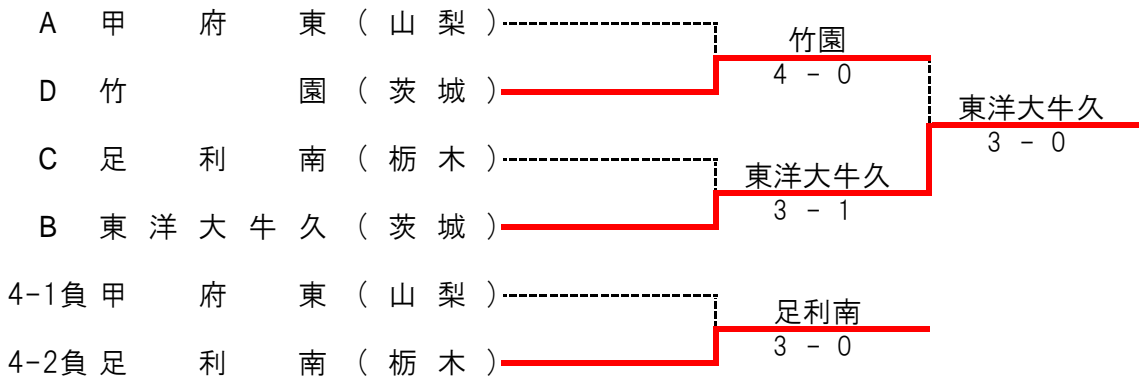 A 甲府東(山梨)
竹園
4 - 0
D 竹園(茨城)
東洋大牛久
3 - 0
C 足利南(栃木)
東洋大牛久
3 - 1
B 東洋大牛久(茨城)
4-1負 甲府東(山梨)
足利南
3 - 0
4-2負 足利南(栃木)